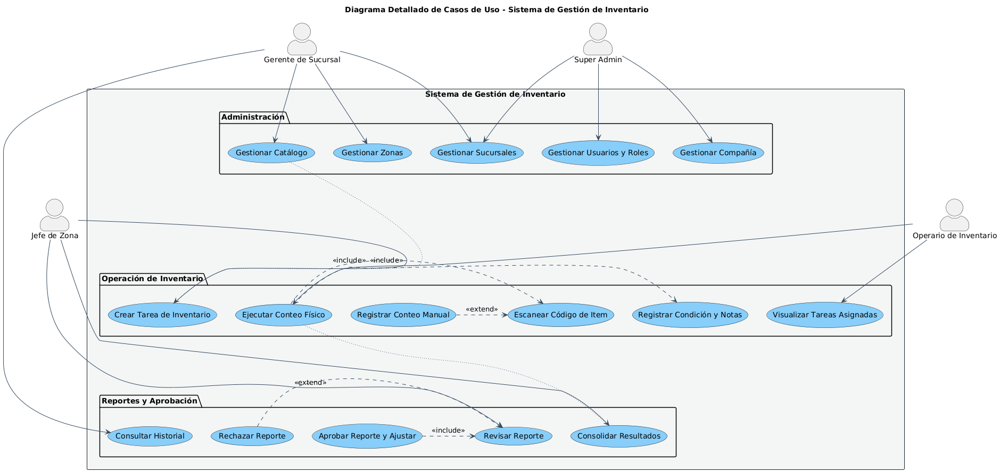 Diagrama Detallado de Casos de Uso - Sistema de Gestión de Inventario
Gerente de Sucursal
Super Admin
Sistema de Gestión de Inventario
Administración
Gestionar Catálogo
Gestionar Zonas
Gestionar Sucursales
Gestionar Usuarios y Roles
Gestionar Compañía
Jefe de Zona
Operario de Inventario
«include»
«include»
Operación de Inventario
«extend»
Crear Tarea de Inventario
Ejecutar Conteo Físico
Registrar Conteo Manual
Escanear Código de Item
Registrar Condición y Notas
Visualizar Tareas Asignadas
«extend»
Reportes y Aprobación
«include»
Consultar Historial
Rechazar Reporte
Aprobar Reporte y Ajustar
Revisar Reporte
Consolidar Resultados